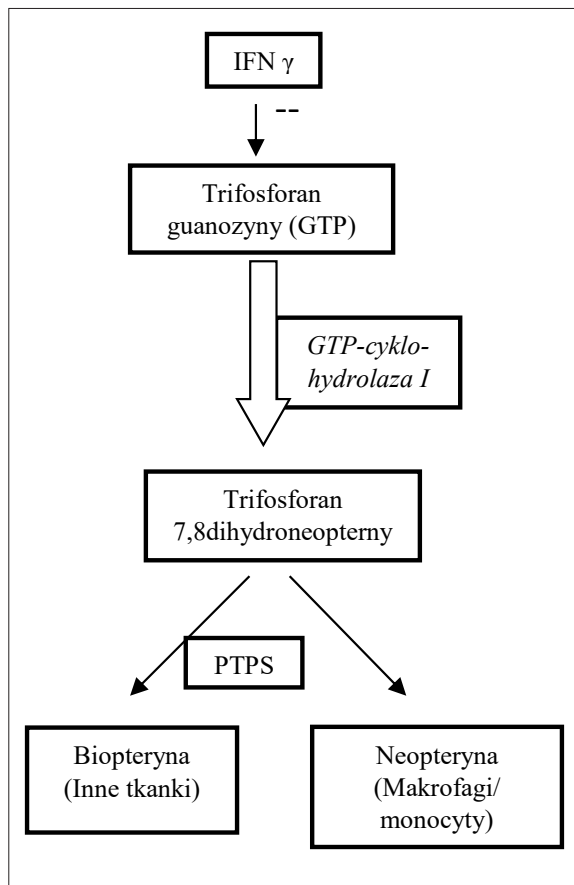 IFN γ
--
Trifosforan
guanozyny (GTP)
GTP-cyklo-
hydrolaza I
Trifosforan
7,8dihydroneopterny
PTPS
Biopteryna
(Inne tkanki)
Neopteryna
(Makrofagi/
monocyty)